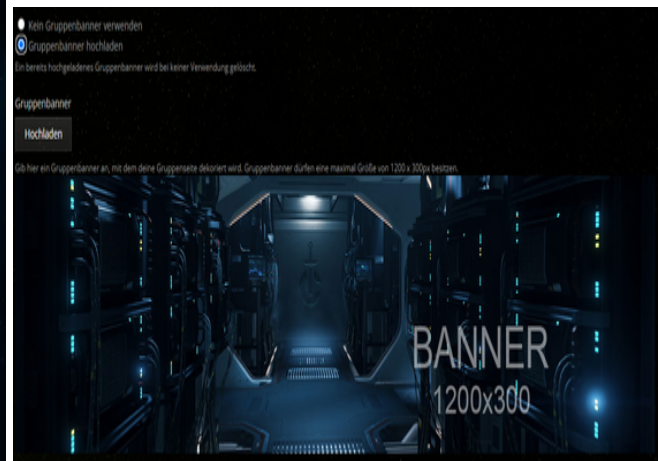 Kein Gruppenbanner verwenden
Gruppenbanner hochladen
Ein bereits hochgeladenes Gruppenbanner wird bei keiner Verwendung gelöscht.
Gruppenbanner
Hochladen
Gib hier ein Gruppenbanner an, mit dem deine Gruppenseite dekoriert wird. Gruppenbanner dürfen eine maximal Größe von 1200 x 300px besitzen.
BANNER
1200x300